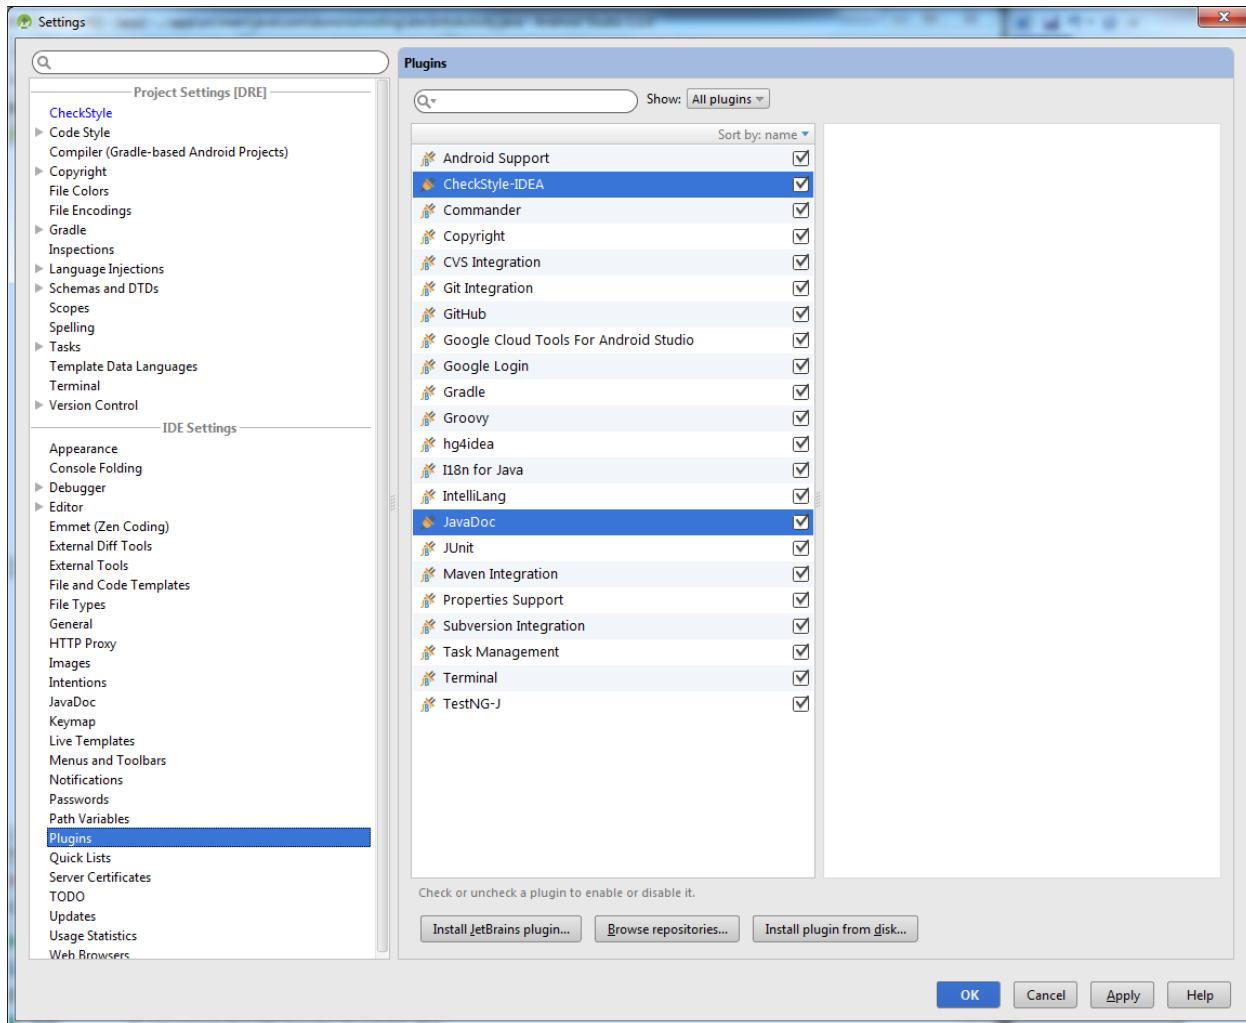 Settings
Project Settings [DRE]
CheckStyle
Code Style
Compiler (Gradle-based Android Projects)
Copyright
File Colors
File Encodings
Gradle
Inspections
Language Injections
Schemas and DTDs
Scopes
Spelling
Tasks
Template Data Languages
Terminal
Version Control
IDE Settings
Appearance
Console Folding
Debugger
Editor
Emmet (Zen Coding)
External Diff Tools
External Tools
File and Code Templates
File Types
General
HTTP Proxy
Images
Intentions
JavaDoc
Keymap
Live Templates
Menus and Toolbars
Notifications
Passwords
Path Variables
Plugins
Quick Lists
Server Certificates
TODO
Updates
Usage Statistics
Web Browsers
Plugins
Show: All plugins
Sort by: name
Android Support
CheckStyle-IDEA
Commander
Copyright
CVS Integration
Git Integration
GitHub
Google Cloud Tools For Android Studio
Google Login
Gradle
Groovy
hg4idea
I18n for Java
IntelliLang
JavaDoc
JUnit
Maven Integration
Properties Support
Subversion Integration
Task Management
Terminal
TestNG-J
Check or uncheck a plugin to enable or disable it.
Install JetBrains plugin... Browse repositories... Install plugin from disk...
OK Cancel Apply Help